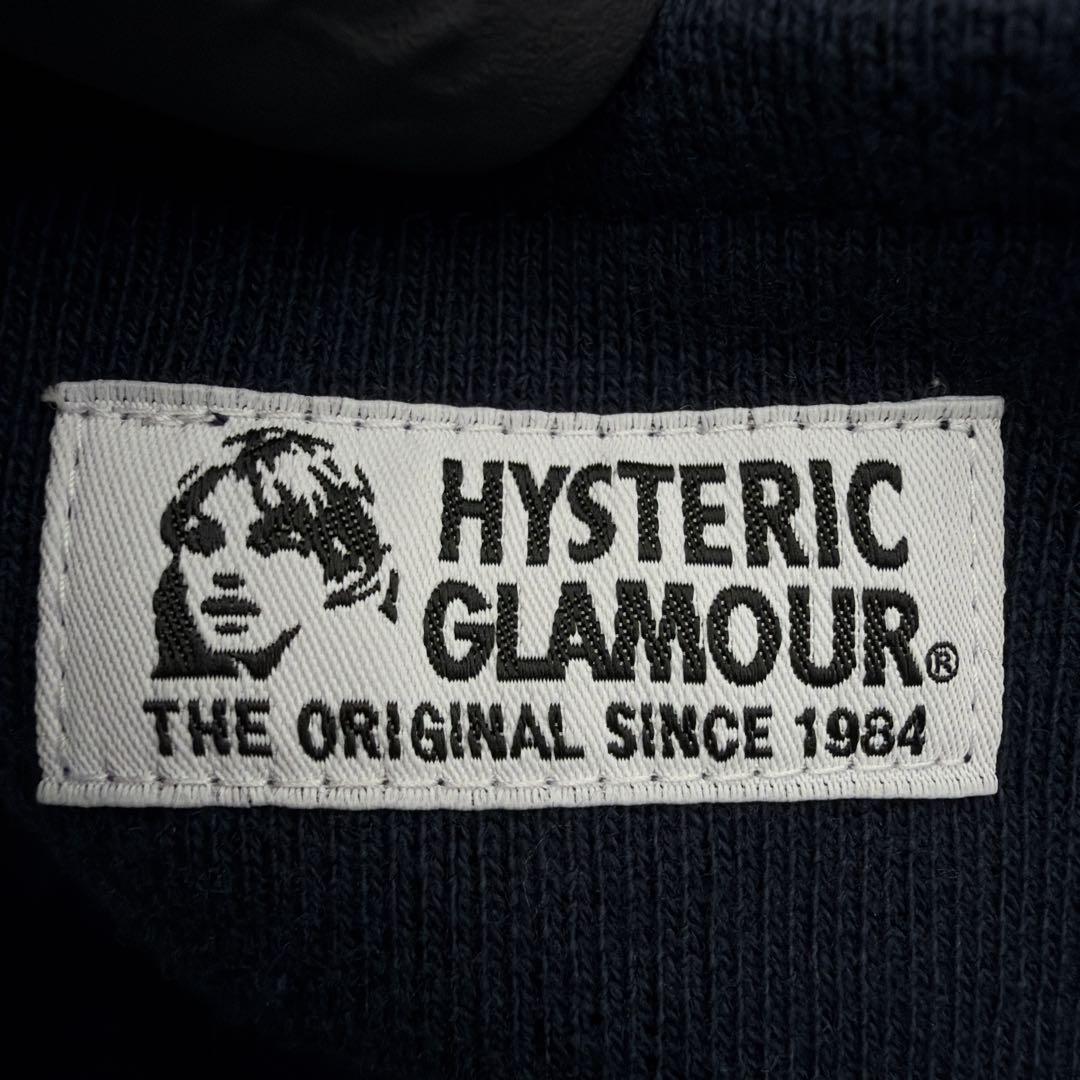 HYSTERIC
GLAMOUR®
THE ORIGINAL SINCE 1984